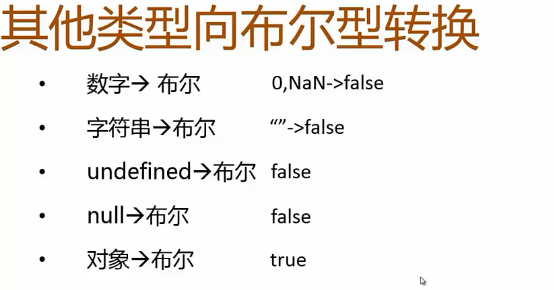 其他类型向布尔型转换
• 数字→ 布尔 0,NaN->false
• 字符串→布尔 “”->false
• undefined→布尔 false
• null→布尔 false
• 对象→布尔 true